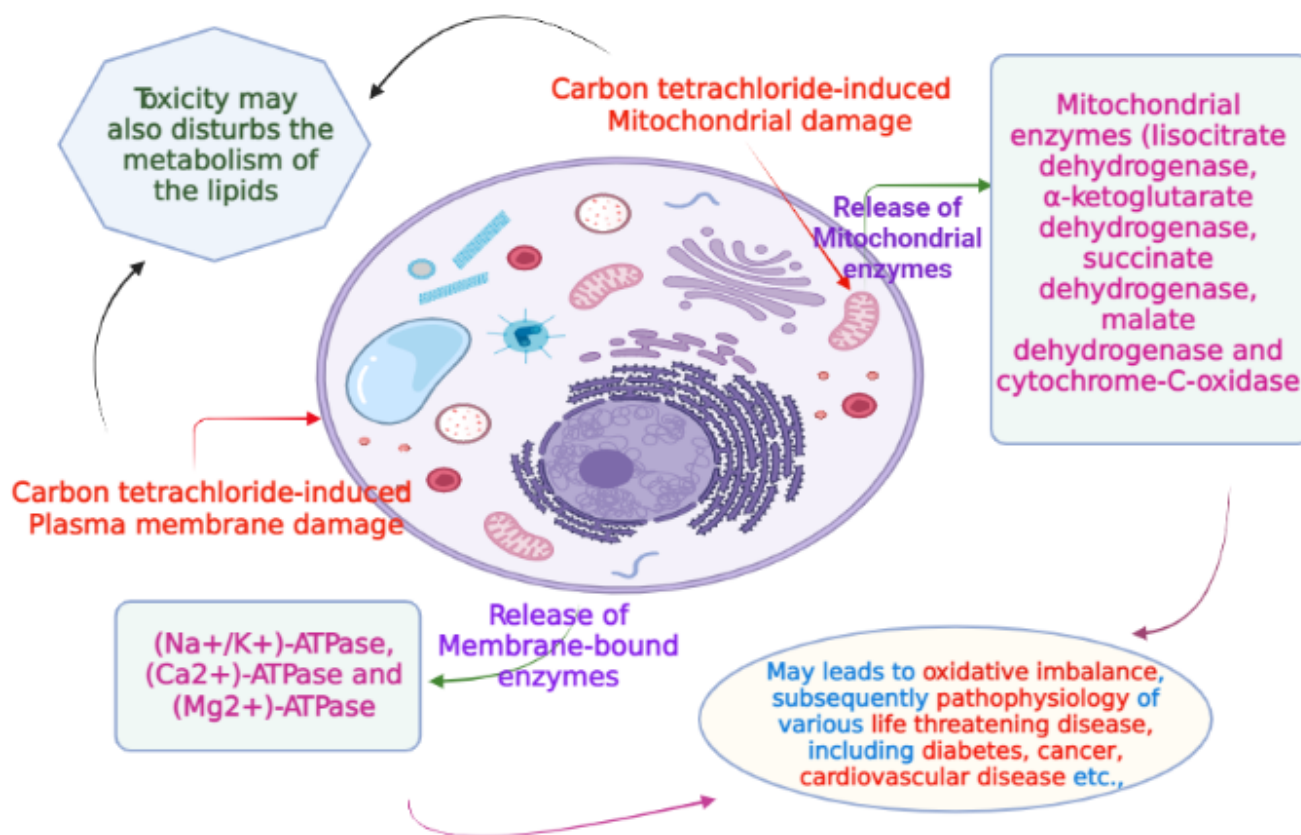 Toxicity may
also disturbs the
metabolism of
the lipids
Carbon tetrachloride-induced
Mitochondrial damage
Mitochondrial
enzymes (Iisocitrate
dehydrogenase,
α-ketoglutarate
dehydrogenase,
succinate
dehydrogenase,
malate
dehydrogenase and
cytochrome-C-oxidase
Release of
Mitochondrial
enzymes
Carbon tetrachloride-induced
Plasma membrane damage
Release of
Membrane-bound
enzymes
(Na+/K+)-ATPase,
(Ca2+)-ATPase and
(Mg2+)-ATPase
May leads to oxidative imbalance,
subsequently pathophysiology of
various life threatening disease,
including diabetes, cancer,
cardiovascular disease etc.,